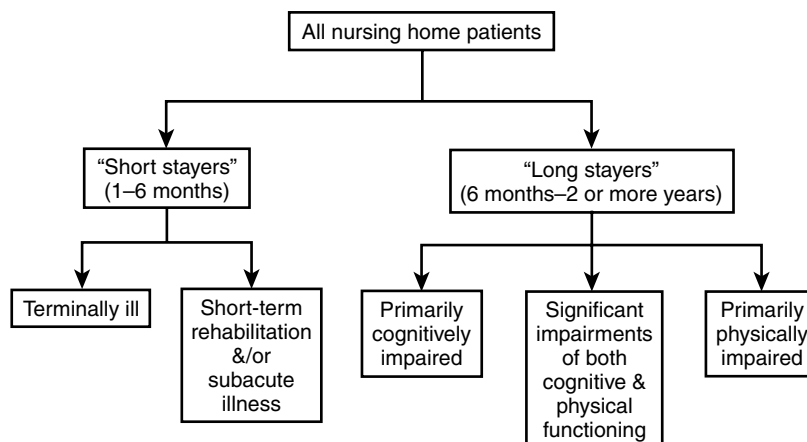 All nursing home patients
“Short stayers”
(1–6 months)
“Long stayers”
(6 months–2 or more years)
Terminally ill
Short-term
rehabilitation
&/or
subacute
illness
Primarily
cognitively
impaired
Significant
impairments
of both
cognitive &
physical
functioning
Primarily
physically
impaired